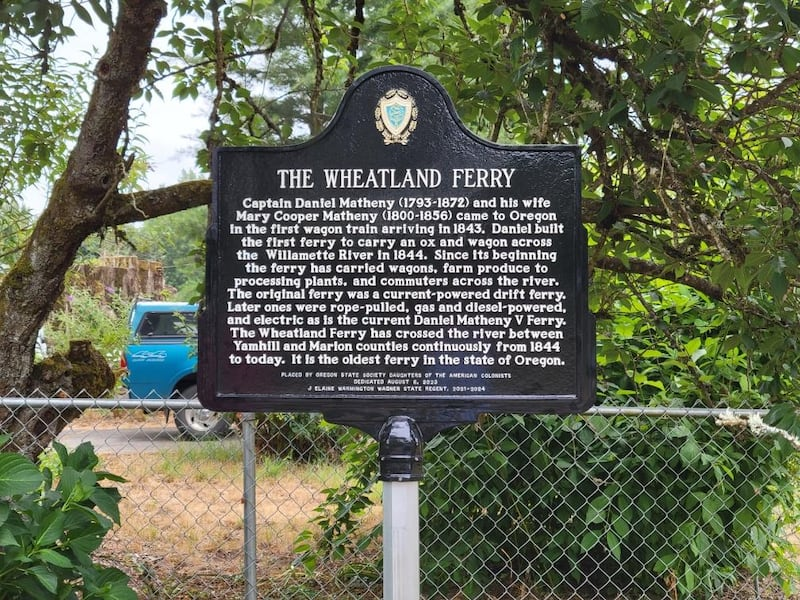 THE WHEATLAND FERRY
Captain Daniel Matheny (1793-1872) and his wife
Mary Cooper Matheny (1800-1856) came to Oregon
in the first wagon train arriving in 1843. Daniel built
the first ferry to carry an ox and wagon across
the Willamette River in 1844. Since its beginning
the ferry has carried wagons, farm produce to
processing plants, and commuters across the river.
The original ferry was a current-powered drift ferry.
Later ones were rope-pulled, gas and diesel-powered,
and electric as is the current Daniel Matheny V Ferry.
The Wheatland Ferry has crossed the river between
Yamhill and Marion counties continuously from 1844
to today. It is the oldest ferry in the state of Oregon.
PLACED BY OREGON STATE SOCIETY DAUGHTERS OF THE AMERICAN COLONISTS
DEDICATED AUGUST 5, 2023
J ELAINE WARMINGTON WAGNER STATE REGENT, 2021-2024